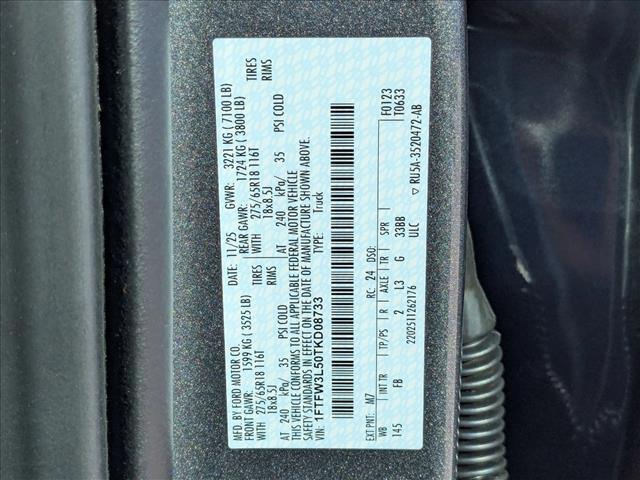 MFD. BY FORD MOTOR CO.
DATE: 11/25 GVWR: 3221 KG ( 7100 LB)
FRONT GAWR: 1599 KG ( 3525 LB) REAR GAWR: 1724 KG ( 3800 LB)
WITH 275/65R18 116T TIRES WITH 275/65R18 116T TIRES
18x8.5J RIMS 18x8.5J RIMS
AT 240 kPa/ 35 PSI COLD AT 240 kPa/ 35 PSI COLD
THIS VEHICLE CONFORMS TO ALL APPLICABLE FEDERAL MOTOR VEHICLE
SAFETY STANDARDS IN EFFECT ON THE DATE OF MANUFACTURE SHOWN ABOVE.
VIN: 1FTFW3L50TKD08733 TYPE: Truck
F0123
T0633
EXT PNT: M7 RC: 24 DSO:
WB INT TR TP/PS R AXLE TR SPR
145 FB 2 L3 G 33BB
2202511262176 ULC
▽ RU5A-3520472-AB